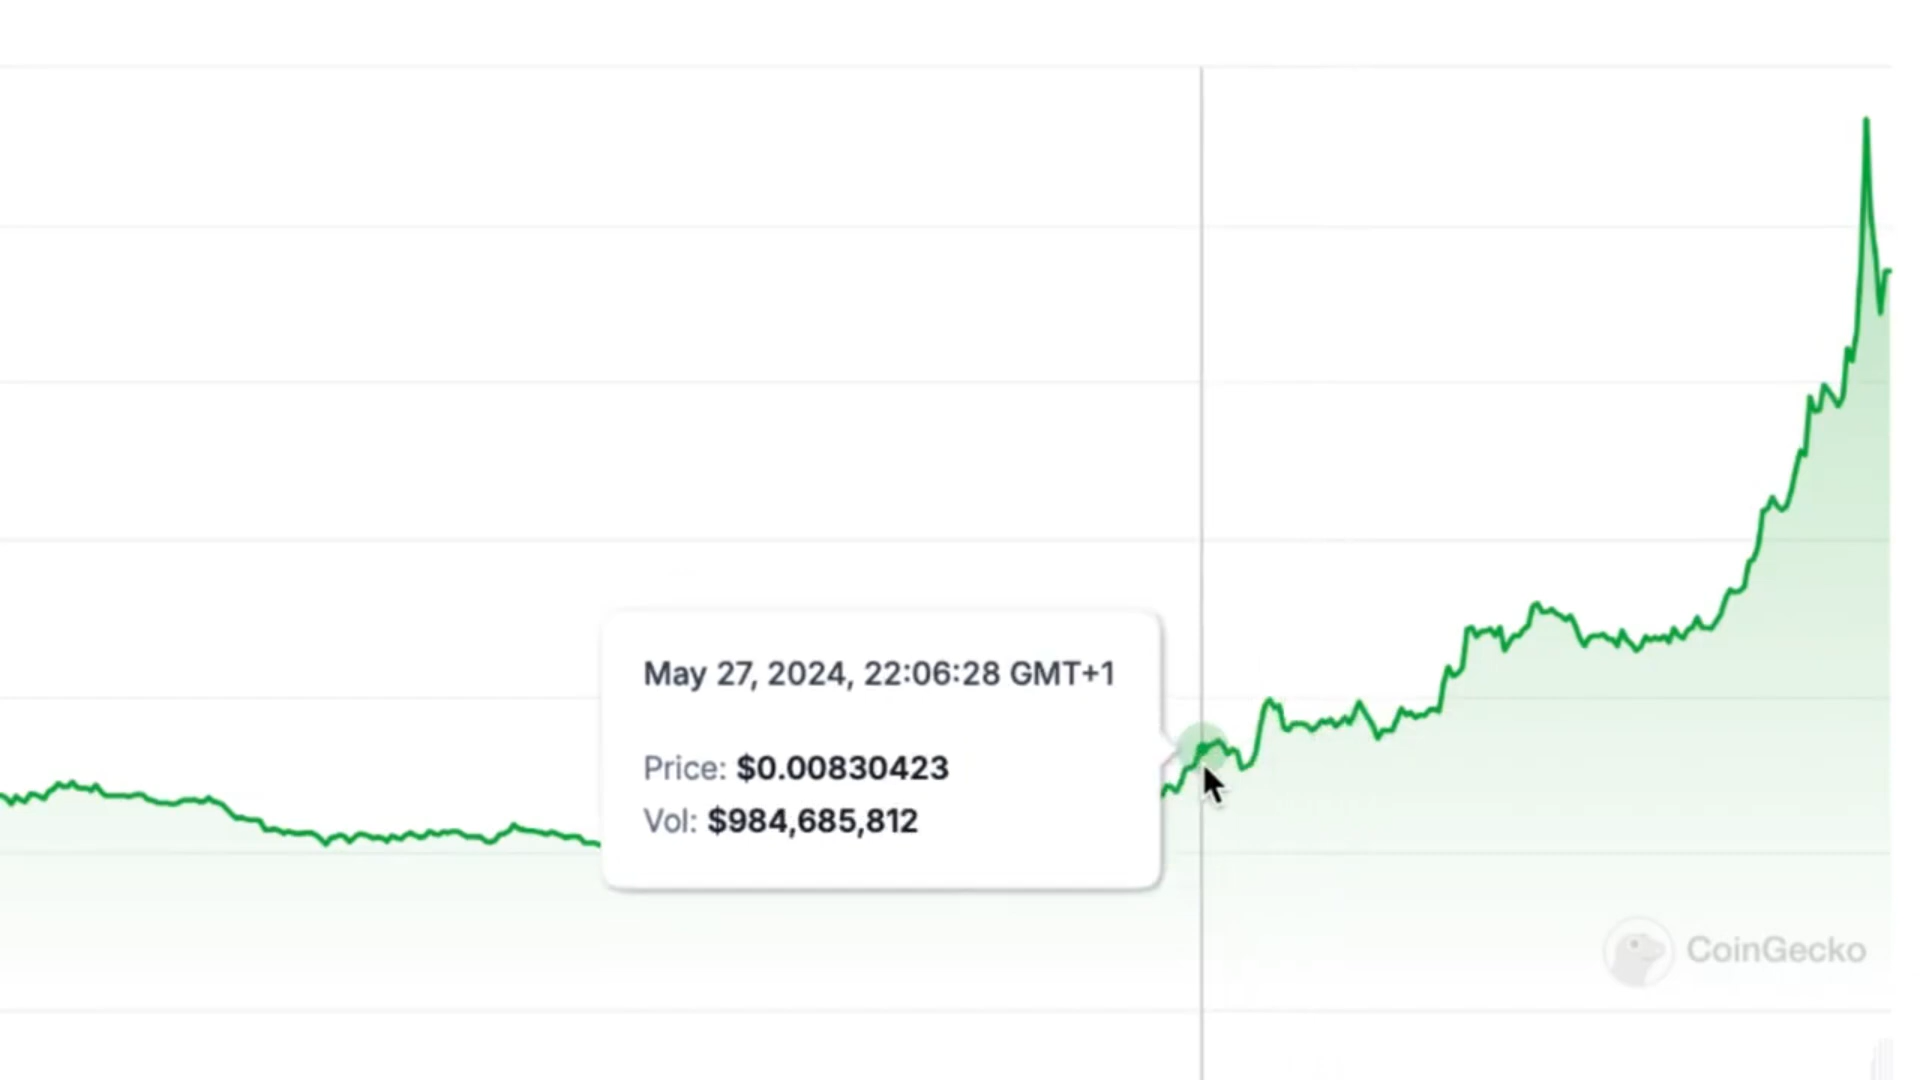 May 27, 2024, 22:06:28 GMT+1
Price: $0.00830423
Vol: $984,685,812
CoinGecko